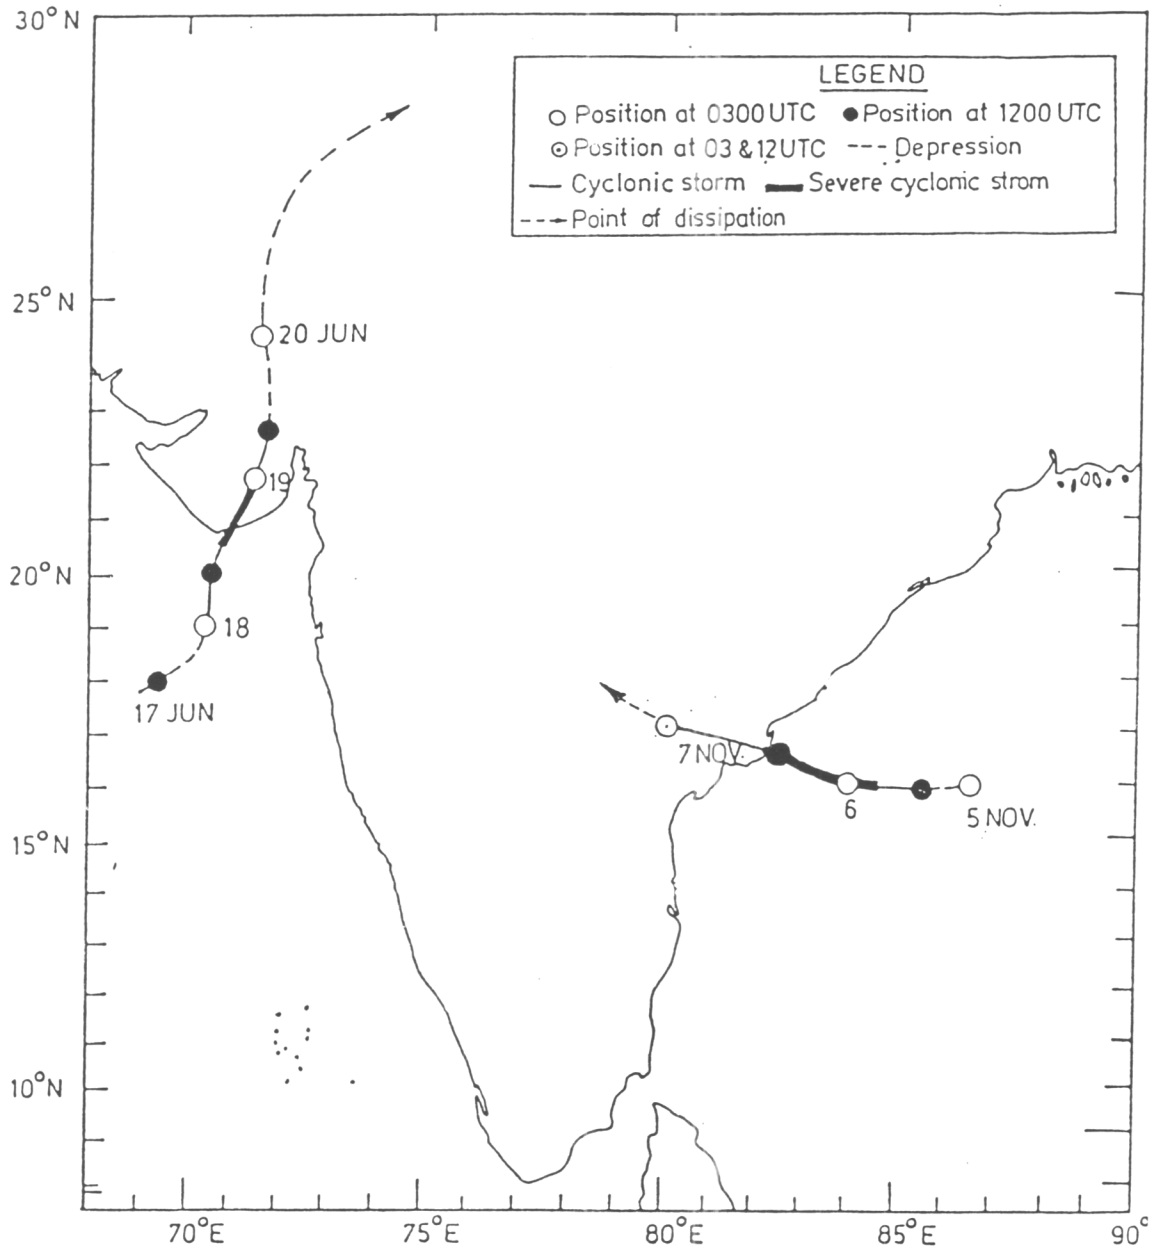 30°N
LEGEND
Position at 0300 UTC Position at 1200 UTC
Position at 03 & 12 UTC Depression
Cyclonic storm Severe cyclonic strom
Point of dissipation
25°N
20 JUN
19
20°N
18
17 JUN
7 NOV.
6
5 NOV.
15°N
10°N
70°E 75°E 80°E 85°E 90°